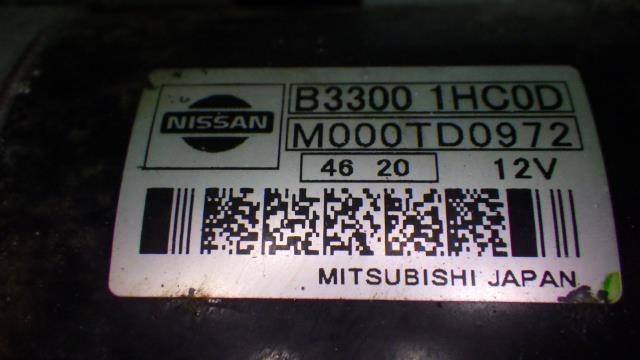 NISSAN
B3300 1HC0D
M000TD0972
46 20
12V
MITSUBISHI JAPAN